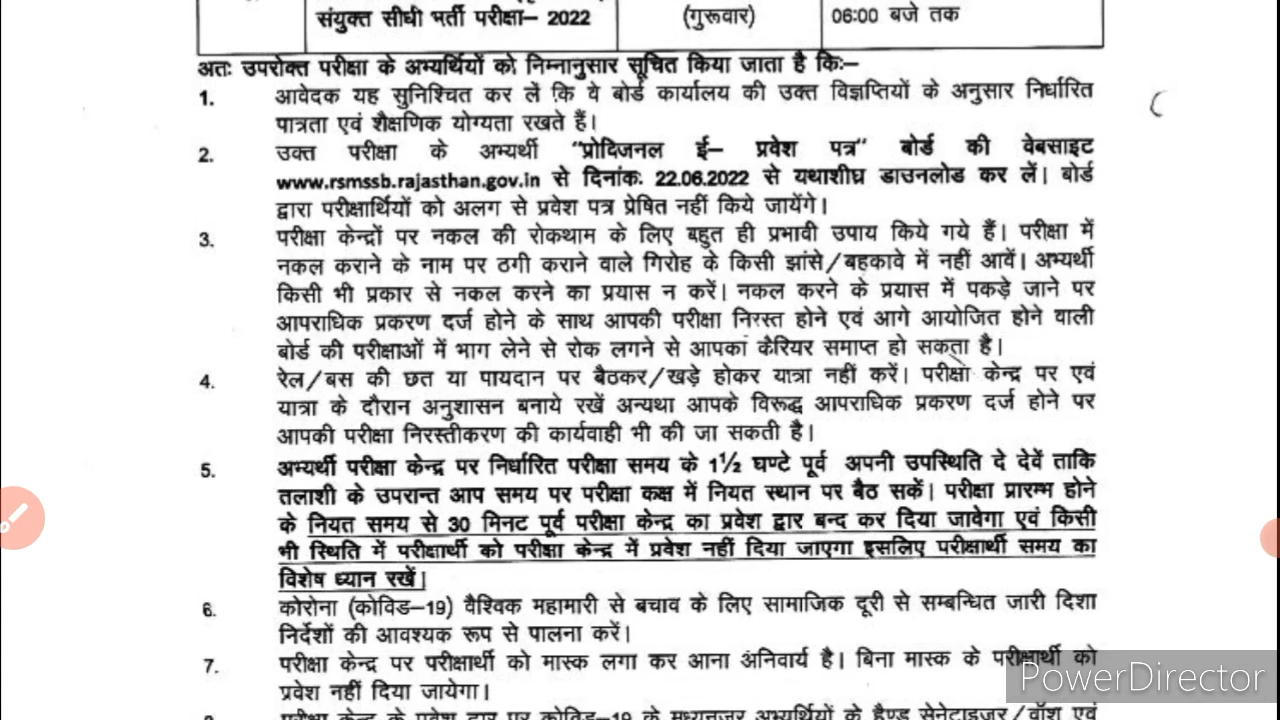 संयुक्त सीधी भर्ती परीक्षा– 2022
(गुरूवार)
06:00 बजे तक
अतः उपरोक्त परीक्षा के अभ्यर्थियों को निम्नानुसार सूचित किया जाता है किः–
1. आवेदक यह सुनिश्चित कर लें कि वे बोर्ड कार्यालय की उक्त विज्ञप्तियों के अनुसार निर्धारित
पात्रता एवं शैक्षणिक योग्यता रखते हैं।
2. उक्त परीक्षा के अभ्यर्थी "प्रोविजनल ई– प्रवेश पत्र" बोर्ड की वेबसाइट
www.rsmssb.rajasthan.gov.in से दिनांक. 22.06.2022 से यथाशीघ्र डाउनलोड कर लें। बोर्ड
द्वारा परीक्षार्थियों को अलग से प्रवेश पत्र प्रेषित नहीं किये जायेंगे।
3. परीक्षा केन्द्रों पर नकल की रोकथाम के लिए बहुत ही प्रभावी उपाय किये गये हैं। परीक्षा में
नकल कराने के नाम पर ठगी कराने वाले गिरोह के किसी झांसे/बहकावे में नहीं आवें। अभ्यर्थी
किसी भी प्रकार से नकल करने का प्रयास न करें। नकल करने के प्रयास में पकड़े जाने पर
आपराधिक प्रकरण दर्ज होने के साथ आपकी परीक्षा निरस्त होने एवं आगे आयोजित होने वाली
बोर्ड की परीक्षाओं में भाग लेने से रोक लगने से आपका कैरियर समाप्त हो सकता है।
4. रेल/बस की छत या पायदान पर बैठकर/खड़े होकर यात्रा नहीं करें। परीक्षा केन्द्र पर एवं
यात्रा के दौरान अनुशासन बनाये रखें अन्यथा आपके विरूद्ध आपराधिक प्रकरण दर्ज होने पर
आपकी परीक्षा निरस्तीकरण की कार्यवाही भी की जा सकती है।
5. अभ्यर्थी परीक्षा केन्द्र पर निर्धारित परीक्षा समय के 1½ घण्टे पूर्व अपनी उपस्थिति दे देवें ताकि
तलाशी के उपरान्त आप समय पर परीक्षा कक्ष में नियत स्थान पर बैठ सकें। परीक्षा प्रारम्भ होने
के नियत समय से 30 मिनट पूर्व परीक्षा केन्द्र का प्रवेश द्वार बन्द कर दिया जावेगा एवं किसी
भी स्थिति में परीक्षार्थी को परीक्षा केन्द्र में प्रवेश नहीं दिया जाएगा इसलिए परीक्षार्थी समय का
विशेष ध्यान रखें।
6. कोरोना (कोविड–19) वैश्विक महामारी से बचाव के लिए सामाजिक दूरी से सम्बन्धित जारी दिशा
निर्देशों की आवश्यक रूप से पालना करें।
7. परीक्षा केन्द्र पर परीक्षार्थी को मास्क लगा कर आना अनिवार्य है। बिना मास्क के परीक्षार्थी को
प्रवेश नहीं दिया जायेगा।
परीक्षा केन्द्र के प्रवेश द्वार पर कोविड–19 के मध्यनजर अभ्यर्थियों के हैण्ड सेनेटाइजर/वॉश एवं
PowerDirector